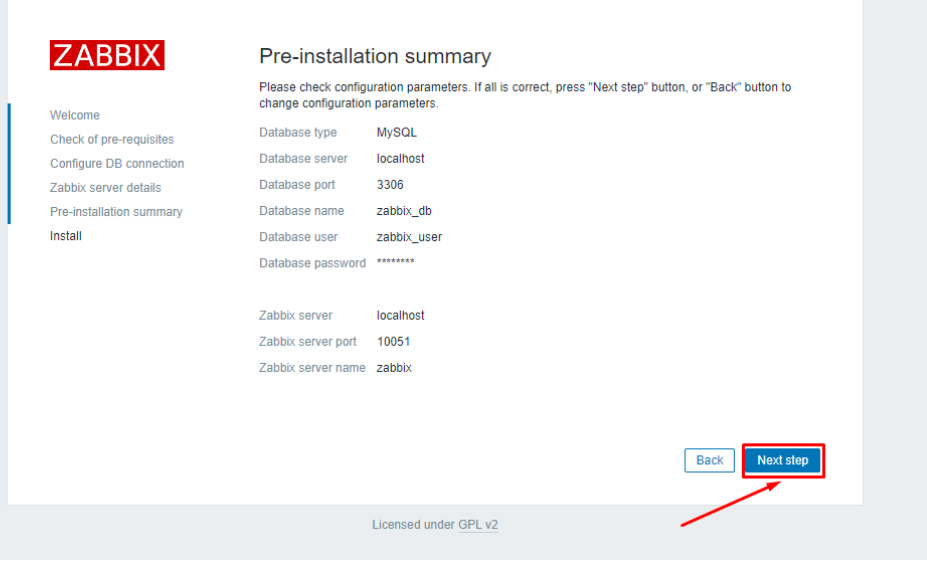 ZABBIX
Welcome
Check of pre-requisites
Configure DB connection
Zabbix server details
Pre-installation summary
Install
Pre-installation summary
Please check configuration parameters. If all is correct, press "Next step" button, or "Back" button to
change configuration parameters.
Database type MySQL
Database server localhost
Database port 3306
Database name zabbix_db
Database user zabbix_user
Database password ********
Zabbix server localhost
Zabbix server port 10051
Zabbix server name zabbix
Back Next step
Licensed under GPL v2